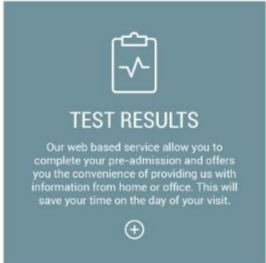 TEST RESULTS
Our web based service allow you to
complete your pre-admission and offers
you the convenience of providing us with
information from home or office. This will
save your time on the day of your visit.